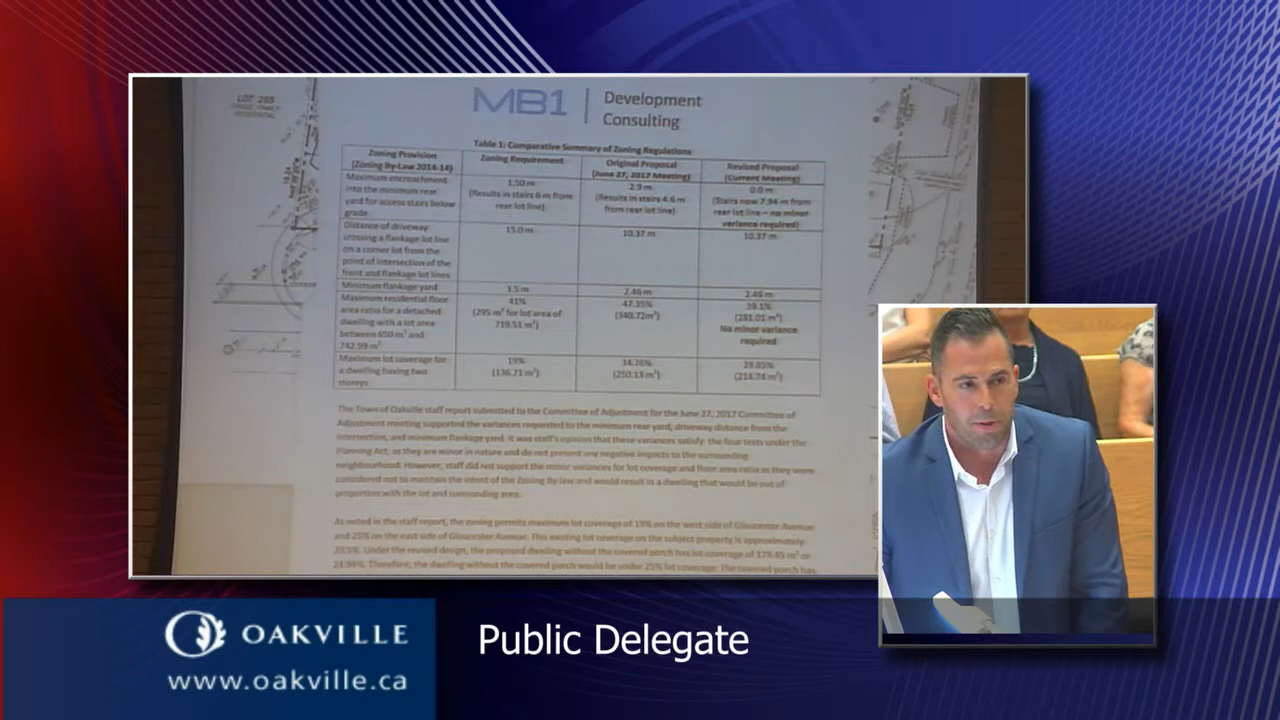 LOT 265
MB1 | Development
Consulting
Table 1: Comparative Summary of Zoning Regulations
Zoning Provision
(Zoning By-Law 2014-14)
Zoning Requirement
Original Proposal
(June 27, 2017 Meeting)
Revised Proposal
(Current Meeting)
Maximum encroachment
into the minimum rear
yard for access stairs below
grade
1.50 m
(Results in stairs 6 m from
rear lot line)
2.9 m
(Results in stairs 4.6 m
from rear lot line)
0.0 m
(Stairs now 7.94 m from
rear lot line – no minor
variance required)
Distance of driveway
crossing a flankage lot line
on a corner lot from the
point of intersection of the
front and flankage lot lines
15.0 m
10.37 m
10.37 m
Minimum flankage yard
3.5 m
2.46 m
2.46 m
Maximum residential floor
area ratio for a detached
dwelling with a lot area
between 650 m² and
742.99 m²
41%
(295 m² for lot area of
719.51 m²)
47.35%
(340.72m²)
39.1%
(281.01 m²)
No minor variance
required
Maximum lot coverage for
a dwelling having two
storeys
19%
(136.71 m²)
34.76%
(250.13 m²)
29.85%
(214.74 m²)
The Town of Oakville staff report submitted to the Committee of Adjustment for the June 27, 2017 Committee of
Adjustment meeting supported the variances requested to the minimum rear yard, driveway distance from the
intersection, and minimum flankage yard. It was staff's opinion that these variances satisfy the four tests under the
Planning Act, as they are minor in nature and do not present any negative impacts to the surrounding
neighbourhood. However, staff did not support the minor variances for lot coverage and floor area ratio as they were
considered not to maintain the intent of the Zoning By-law and would result in a dwelling that would be out of
proportion with the lot and surrounding area.
As noted in the staff report, the zoning permits maximum lot coverage of 19% on the west side of Gloucester Avenue
and 25% on the east side of Gloucester Avenue. This existing lot coverage on the subject property is approximately
20.5%. Under the revised design, the proposed dwelling without the covered porch has lot coverage of 179.45 m² or
24.94%. Therefore, the dwelling without the covered porch would be under 25% lot coverage. The covered porch has
OAKVILLE
www.oakville.ca
Public Delegate